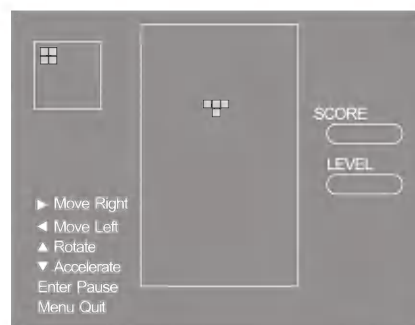 SCORE
LEVEL
▶ Move Right
◀ Move Left
▲ Rotate
▼ Accelerate
Enter Pause
Menu Quit